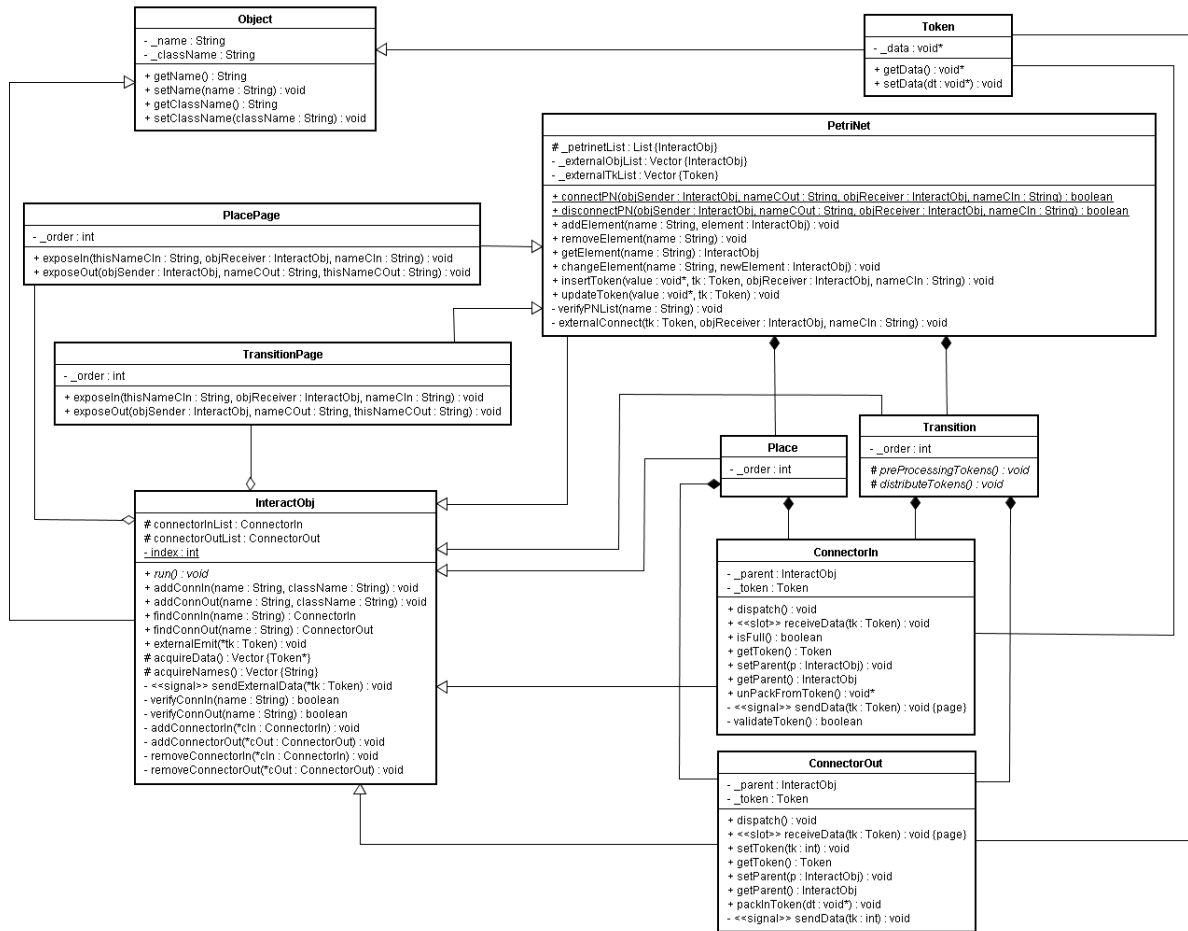 Object
- _name : String
- _className : String
+ getName() : String
+ setName(name : String) : void
+ getClassName() : String
+ setClassName(className : String) : void
Token
- _data : void*
+ getData() : void*
+ setData(dt : void*) : void
PetriNet
# _petrinetList : List {InteractObj}
- _externalObjList : Vector {InteractObj}
- _externalTkList : Vector {Token}
+ connectPN(objSender : InteractObj, nameCOut : String, objReceiver : InteractObj, nameCIn : String) : boolean
+ disconnectPN(objSender : InteractObj, nameCOut : String, objReceiver : InteractObj, nameCIn : String) : boolean
+ addElement(name : String, element : InteractObj) : void
+ removeElement(name : String) : void
+ getElement(name : String) : InteractObj
+ changeElement(name : String, newElement : InteractObj) : void
+ insertToken(value : void*, tk : Token, objReceiver : InteractObj, nameCIn : String) : void
+ updateToken(value : void*, tk : Token) : void
- verifyPNList(name : String) : void
- externalConnect(tk : Token, objReceiver : InteractObj, nameCIn : String) : void
PlacePage
- _order : int
+ exposeIn(thisNameCIn : String, objReceiver : InteractObj, nameCIn : String) : void
+ exposeOut(objSender : InteractObj, nameCOut : String, thisNameCOut : String) : void
TransitionPage
- _order : int
+ exposeIn(thisNameCIn : String, objReceiver : InteractObj, nameCIn : String) : void
+ exposeOut(objSender : InteractObj, nameCOut : String, thisNameCOut : String) : void
Place
- _order : int
Transition
- _order : int
# preProcessingTokens() : void
# distributeTokens() : void
InteractObj
# connectorInList : ConnectorIn
# connectorOutList : ConnectorOut
- index : int
+ run() : void
+ addConnIn(name : String, className : String) : void
+ addConnOut(name : String, className : String) : void
+ findConnIn(name : String) : ConnectorIn
+ findConnOut(name : String) : ConnectorOut
+ externalEmit(*tk : Token) : void
# acquireData() : Vector {Token*}
# acquireNames() : Vector {String}
- <<signal>> sendExternalData(*tk : Token) : void
- verifyConnIn(name : String) : boolean
- verifyConnOut(name : String) : boolean
- addConnectorIn(*cIn : ConnectorIn) : void
- addConnectorOut(*cOut : ConnectorOut) : void
- removeConnectorIn(*cIn : ConnectorIn) : void
- removeConnectorOut(*cOut : ConnectorOut) : void
ConnectorIn
- _parent : InteractObj
- _token : Token
+ dispatch() : void
+ <<slot>> receiveData(tk : Token) : void
+ isFull() : boolean
+ getToken() : Token
+ setParent(p : InteractObj) : void
+ getParent() : InteractObj
+ unPackFromToken() : void*
- <<signal>> sendData(tk : Token) : void {page}
- validateToken() : boolean
ConnectorOut
- _parent : InteractObj
- _token : Token
+ dispatch() : void
+ <<slot>> receiveData(tk : Token) : void {page}
+ setToken(tk : int) : void
+ getToken() : Token
+ setParent(p : InteractObj) : void
+ getParent() : InteractObj
+ packInToken(dt : void*) : void
- <<signal>> sendData(tk : int) : void